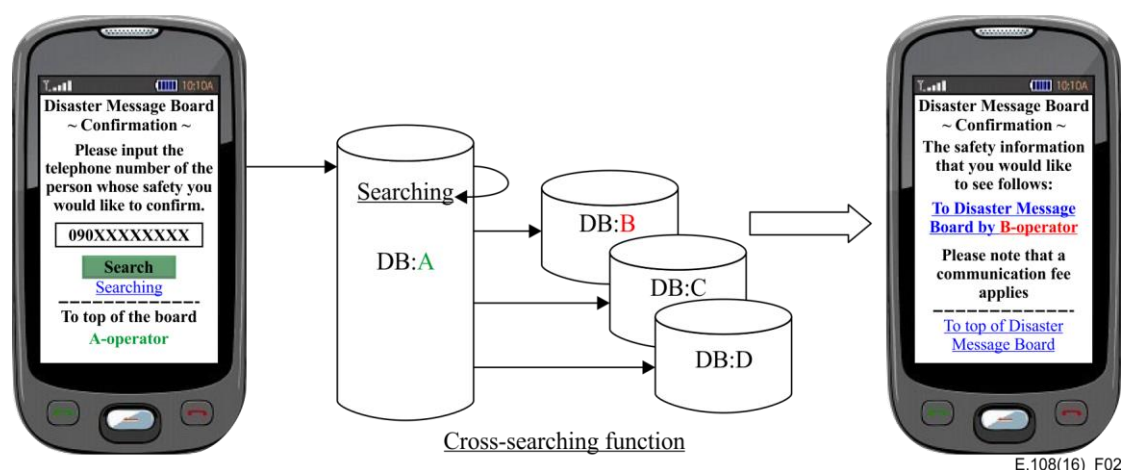 10:10A
Disaster Message Board
~ Confirmation ~
Please input the
telephone number of the
person whose safety you
would like to confirm.
090XXXXXXXX
Search
Searching
To top of the board
A-operator
Searching
DB:A
DB:B
DB:C
DB:D
Cross-searching function
10:10A
Disaster Message Board
~ Confirmation ~
The safety information
that you would like
to see follows:
To Disaster Message
Board by B-operator
Please note that a
communication fee
applies
To top of Disaster
Message Board
E.108(16)_F02